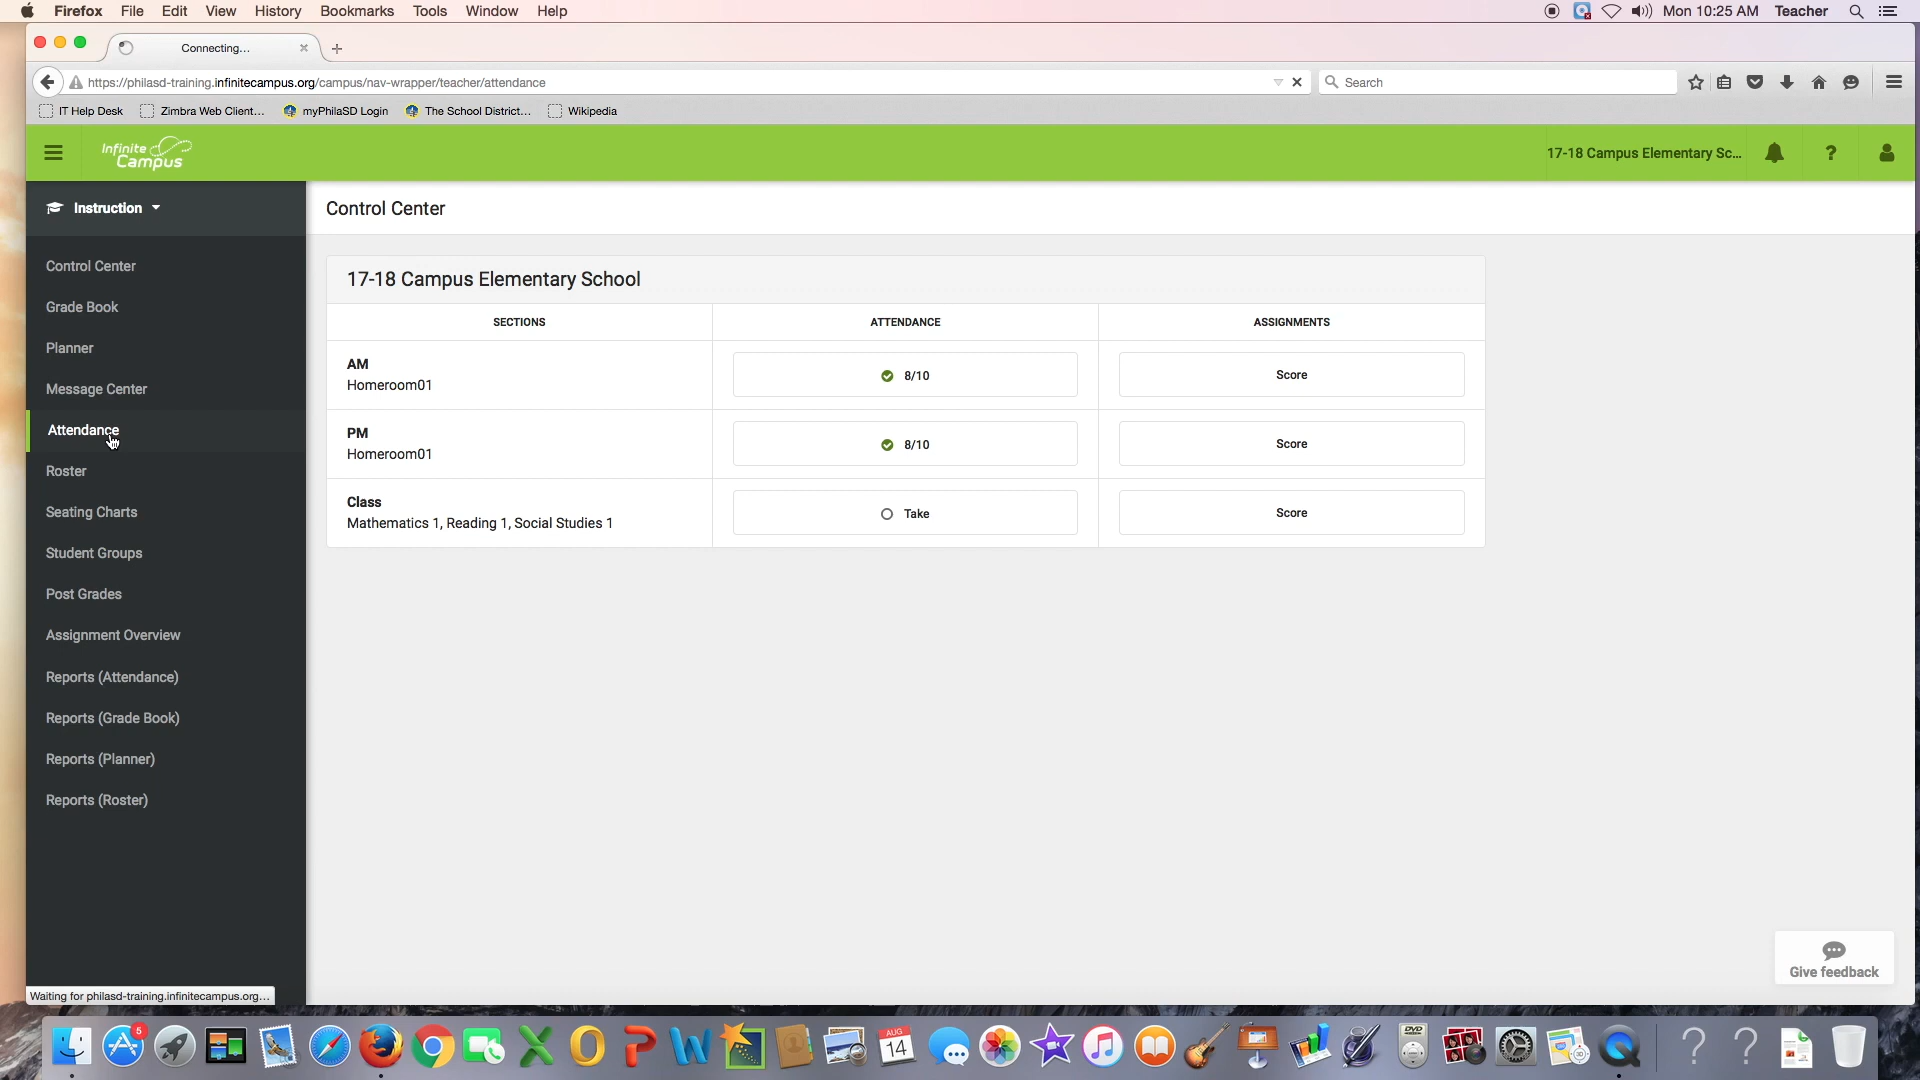 Firefox File Edit View History Bookmarks Tools Window Help Mon 10:25 AM Teacher
Connecting...
https://philasd-training.infinitecampus.org/campus/nav-wrapper/teacher/attendance
Search
IT Help Desk Zimbra Web Client... myPhilaSD Login The School District... Wikipedia
Infinite Campus
17-18 Campus Elementary Sc...
?
Instruction
Control Center
Control Center
Grade Book
Planner
Message Center
Attendance
Roster
Seating Charts
Student Groups
Post Grades
Assignment Overview
Reports (Attendance)
Reports (Grade Book)
Reports (Planner)
Reports (Roster)
17-18 Campus Elementary School
SECTIONS ATTENDANCE ASSIGNMENTS
AM
Homeroom01
8/10
Score
PM
Homeroom01
8/10
Score
Class
Mathematics 1, Reading 1, Social Studies 1
Take
Score
Give feedback
Waiting for philasd-training.infinitecampus.org...
5
AUG
14
DVD
? ?